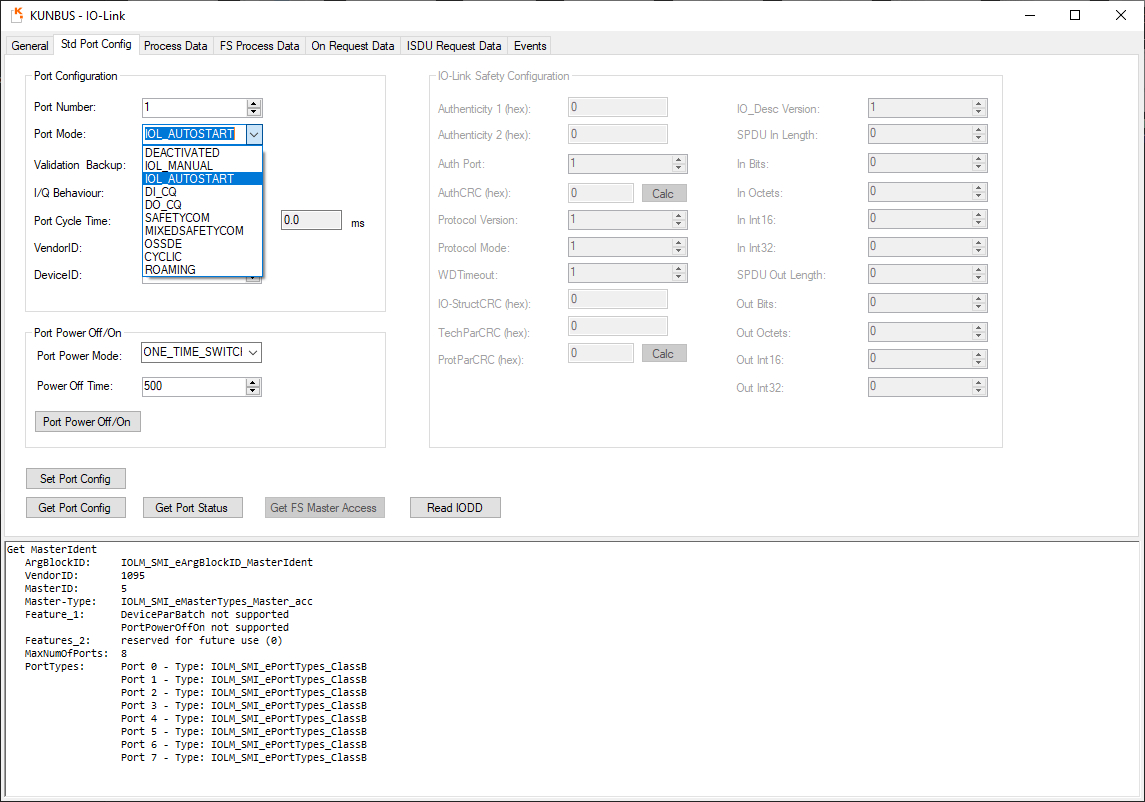 KUNBUS - IO-Link
General Std Port Config Process Data FS Process Data On Request Data ISDU Request Data Events
Port Configuration
Port Number: 1
Port Mode: IOL_AUTOSTART
DEACTIVATED
Validation Backup: IOL_MANUAL
IOL_AUTOSTART
I/Q Behaviour: DI_CQ
DO_CQ
Port Cycle Time: SAFETYCOM 0.0 ms
MIXEDSAFETYCOM
VendorID: OSSDE
CYCLIC
DeviceID: ROAMING
Port Power Off/On
Port Power Mode: ONE_TIME_SWITCI
Power Off Time: 500
Port Power Off/On
IO-Link Safety Configuration
Authenticity 1 (hex): 0
Authenticity 2 (hex): 0
Auth Port: 1
AuthCRC (hex): 0 Calc
Protocol Version: 1
Protocol Mode: 1
WDTimeout: 1
IO-StructCRC (hex): 0
TechParCRC (hex): 0
ProtParCRC (hex): 0 Calc
IO_Desc Version: 1
SPDU In Length: 0
In Bits: 0
In Octets: 0
In Int16: 0
In Int32: 0
SPDU Out Length: 0
Out Bits: 0
Out Octets: 0
Out Int16: 0
Out Int32: 0
Set Port Config
Get Port Config Get Port Status Get FS Master Access Read IODD
Get MasterIdent
ArgBlockID: IOLM_SMI_eArgBlockID_MasterIdent
VendorID: 1095
MasterID: 5
Master-Type: IOLM_SMI_eMasterTypes_Master_acc
Feature_1: DeviceParBatch not supported
PortPowerOffOn not supported
Features_2: reserved for future use (0)
MaxNumOfPorts: 8
PortTypes: Port 0 - Type: IOLM_SMI_ePortTypes_ClassB
Port 1 - Type: IOLM_SMI_ePortTypes_ClassB
Port 2 - Type: IOLM_SMI_ePortTypes_ClassB
Port 3 - Type: IOLM_SMI_ePortTypes_ClassB
Port 4 - Type: IOLM_SMI_ePortTypes_ClassB
Port 5 - Type: IOLM_SMI_ePortTypes_ClassB
Port 6 - Type: IOLM_SMI_ePortTypes_ClassB
Port 7 - Type: IOLM_SMI_ePortTypes_ClassB